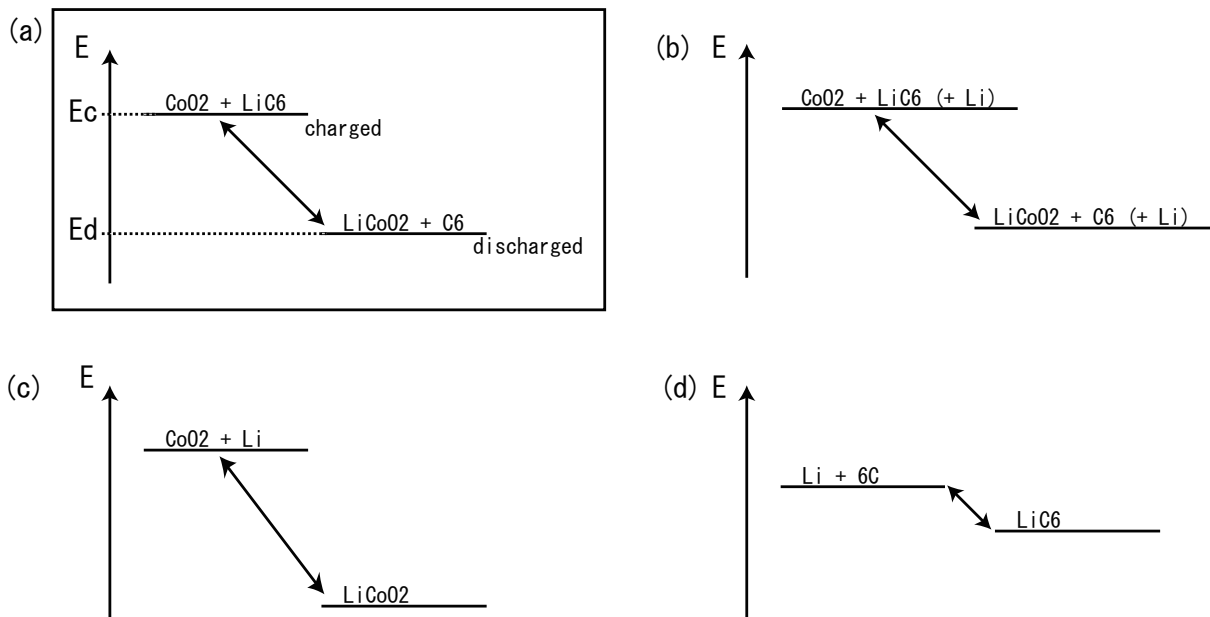 (a)
E
CoO2 + LiC6
Ec
charged
Ed
LiCoO2 + C6
discharged
(b)
E
CoO2 + LiC6 (+ Li)
LiCoO2 + C6 (+ Li)
(c)
E
CoO2 + Li
LiCoO2
(d)
E
Li + 6C
LiC6